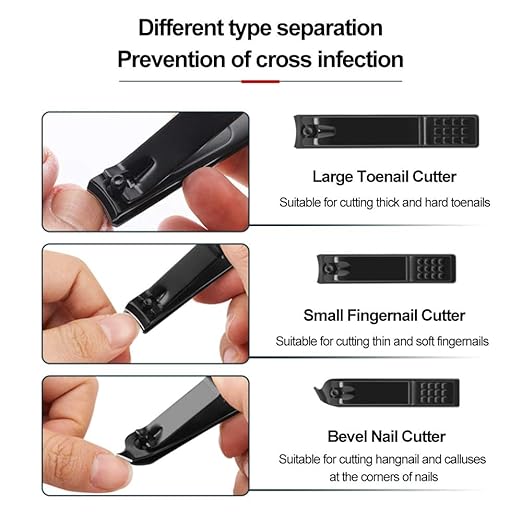 Different type separation
Prevention of cross infection
Large Toenail Cutter
Suitable for cutting thick and hard toenails
Small Fingernail Cutter
Suitable for cutting thin and soft fingernails
Bevel Nail Cutter
Suitable for cutting hangnail and calluses
at the corners of nails